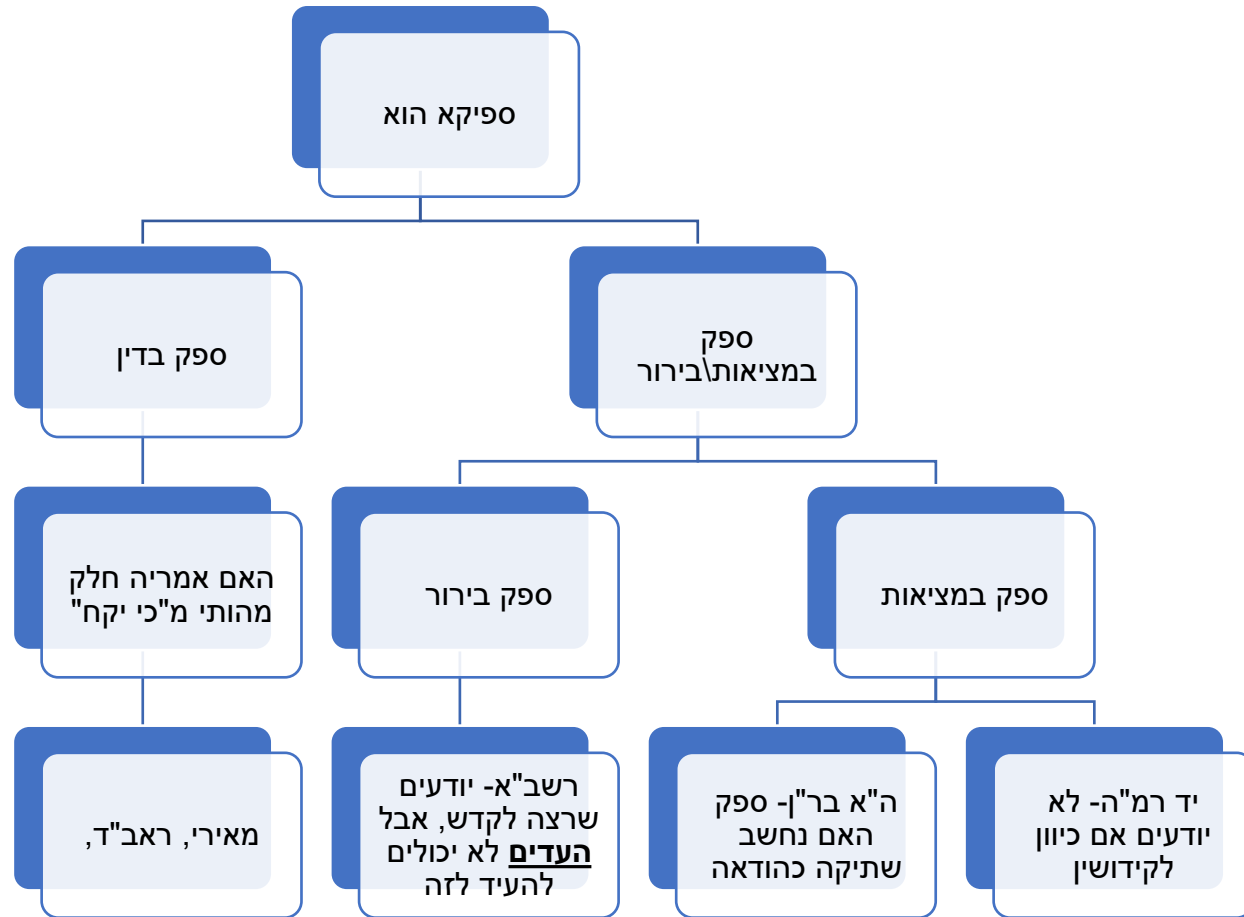 ספיקא הוא
ספק
במציאות\בירור
ספק בדין
ספק במציאות
ספק בירור
האם אמריה חלק
מהותי מ"כי יקח"
יד רמ"ה- לא
יודעים אם כיוון
לקידושין
ה"א בר"ן- ספק
האם נחשב
שתיקה כהודאה
רשב"א- יודעים
שרצה לקדש, אבל
העדים לא יכולים
להעיד לזה
מאירי, ראב"ד,